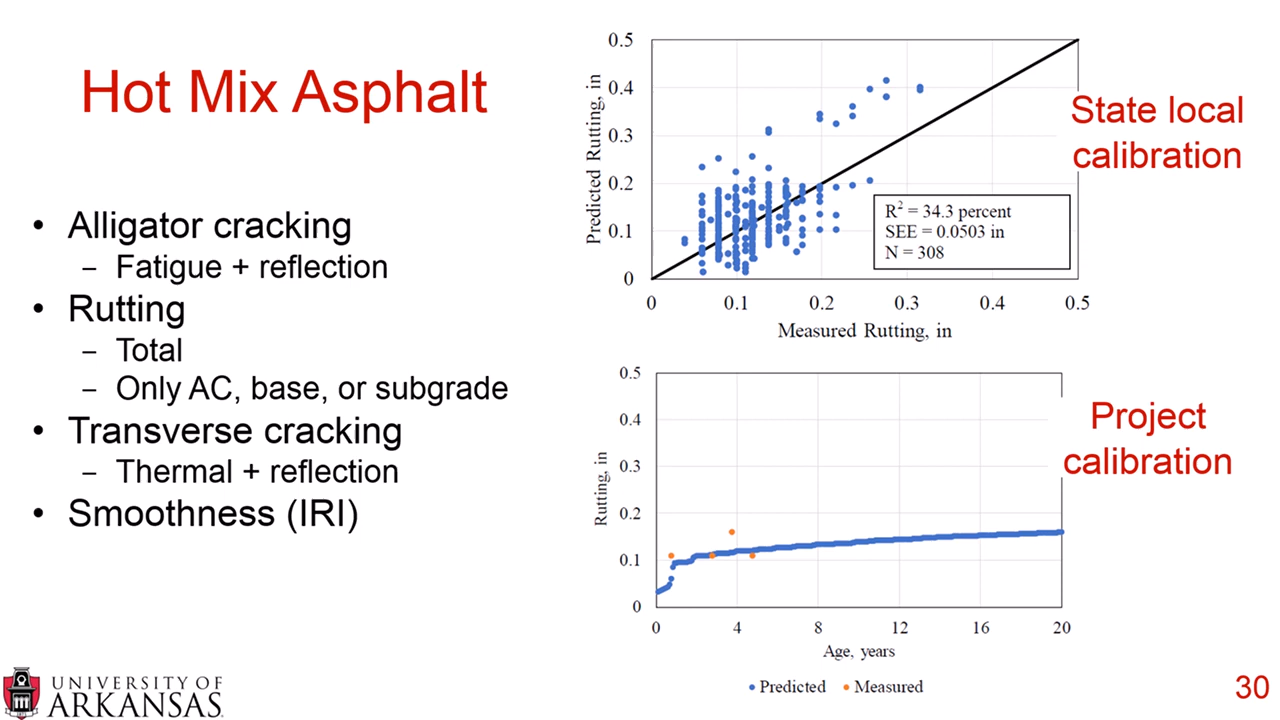 Hot Mix Asphalt
• Alligator cracking
– Fatigue + reflection
• Rutting
– Total
– Only AC, base, or subgrade
• Transverse cracking
– Thermal + reflection
• Smoothness (IRI)
Predicted Rutting, in
0.5
0.4
0.3
0.2
0.1
0
0 0.1 0.2 0.3 0.4 0.5
Measured Rutting, in
R² = 34.3 percent
SEE = 0.0503 in
N = 308
State local
calibration
Rutting, in
0.5
0.4
0.3
0.2
0.1
0
0 4 8 12 16 20
Age, years
Predicted Measured
Project
calibration
UNIVERSITY OF
ARKANSAS
30